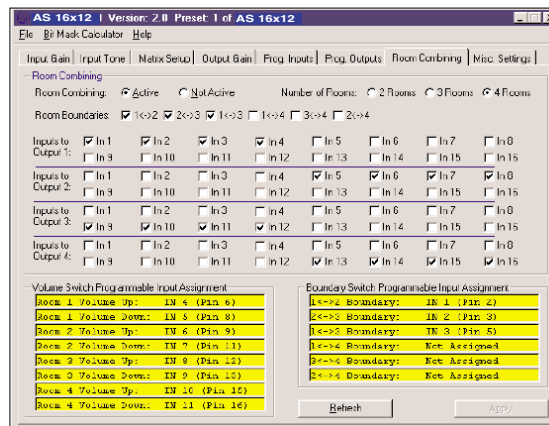 AS 16x12 | Version: 2.0 Preset: 1 of AS 16x12
File Bit Mask Calculator Help
Input Gain Input Tone Matrix Setup Output Gain Prog. Inputs Prog. Outputs Room Combining Misc. Settings
Room Combining
Room Combining: Active Not Active Number of Rooms: 2 Rooms 3 Rooms 4 Rooms
Room Boundaries: 1<->2 2<->3 1<->3 1<->4 3<->4 2<->4
Inputs to Output 1: In 1 In 2 In 3 In 4 In 5 In 6 In 7 In 8
In 9 In 10 In 11 In 12 In 13 In 14 In 15 In 16
Inputs to Output 2: In 1 In 2 In 3 In 4 In 5 In 6 In 7 In 8
In 9 In 10 In 11 In 12 In 13 In 14 In 15 In 16
Inputs to Output 3: In 1 In 2 In 3 In 4 In 5 In 6 In 7 In 8
In 9 In 10 In 11 In 12 In 13 In 14 In 15 In 16
Inputs to Output 4: In 1 In 2 In 3 In 4 In 5 In 6 In 7 In 8
In 9 In 10 In 11 In 12 In 13 In 14 In 15 In 16
Volume Switch Programmable Input Assignment
Room 1 Volume Up: IN 4 (Pin 6)
Room 1 Volume Down: IN 5 (Pin 8)
Room 2 Volume Up: IN 6 (Pin 9)
Room 2 Volume Down: IN 7 (Pin 11)
Room 3 Volume Up: IN 8 (Pin 12)
Room 3 Volume Down: IN 9 (Pin 13)
Room 4 Volume Up: IN 10 (Pin 15)
Room 4 Volume Down: IN 11 (Pin 16)
Boundary Switch Programmable Input Assignment
1<->2 Boundary: IN 1 (Pin 2)
2<->3 Boundary: IN 2 (Pin 3)
1<->3 Boundary: IN 3 (Pin 5)
1<->4 Boundary: Not Assigned
3<->4 Boundary: Not Assigned
2<->4 Boundary: Not Assigned
Refresh Apply